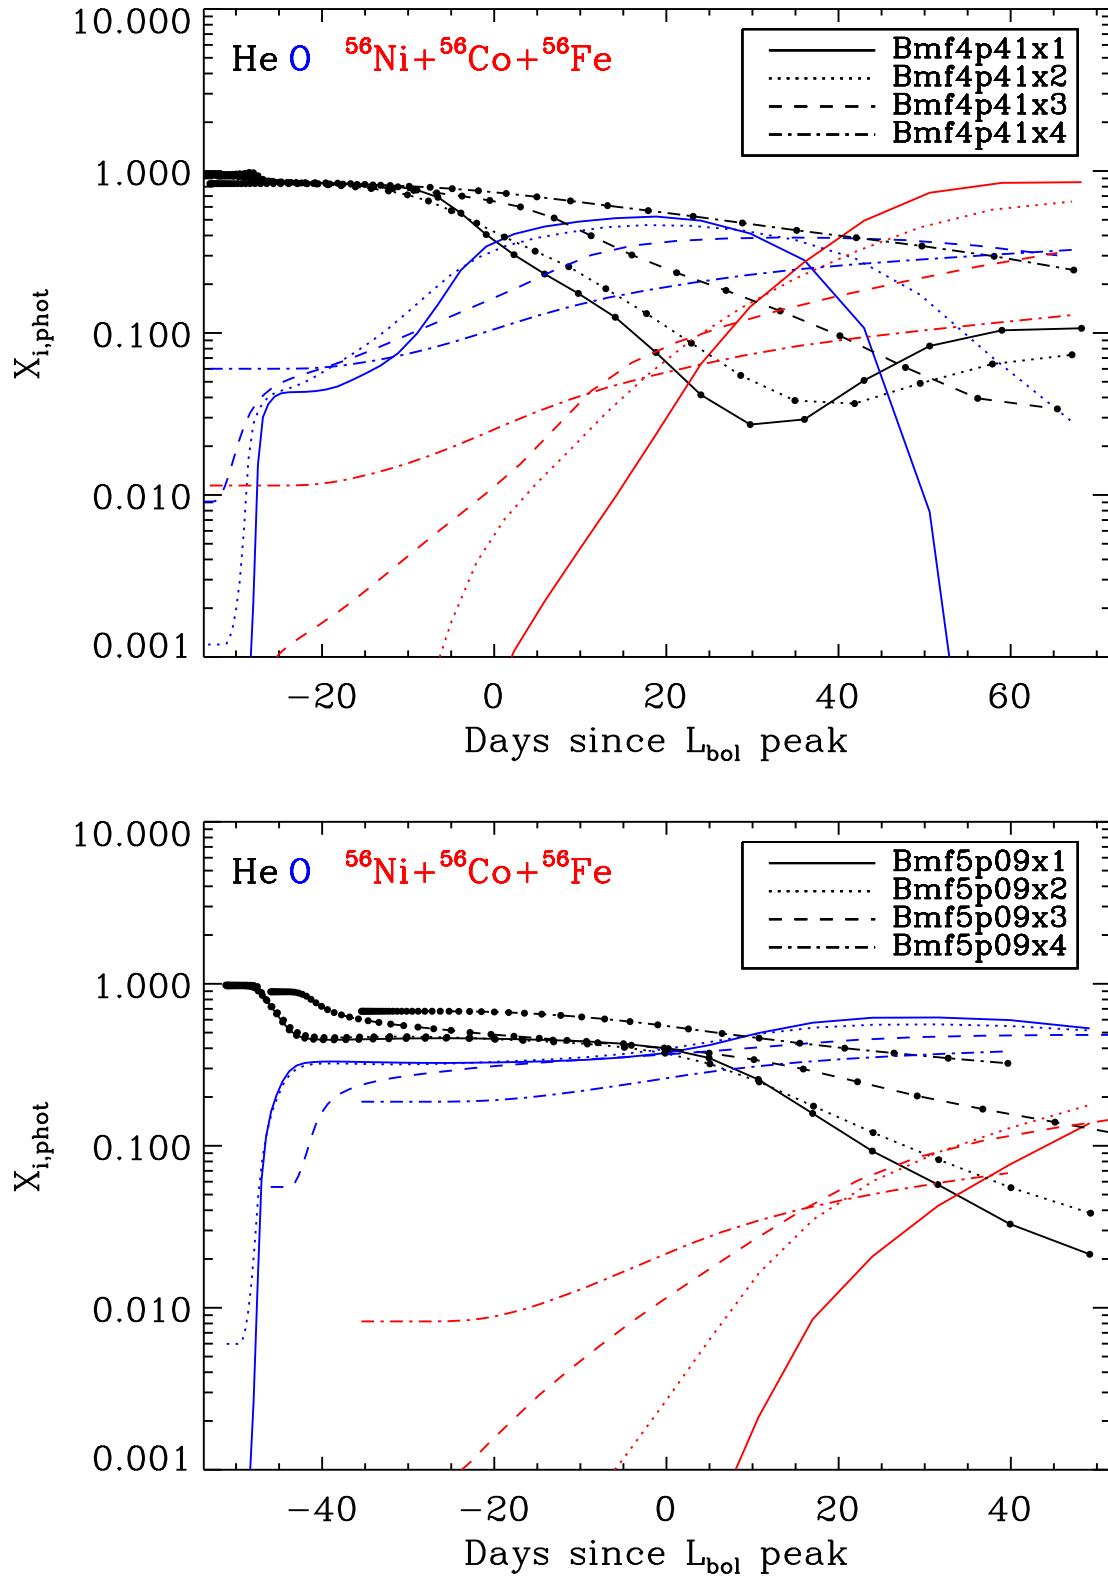 10.000
He O ⁵⁶Ni+⁵⁶Co+⁵⁶Fe
Bmf4p41x1
Bmf4p41x2
Bmf4p41x3
Bmf4p41x4
1.000
0.100
0.010
0.001
X_i,phot
−20 0 20 40 60
Days since L_bol peak
10.000
He O ⁵⁶Ni+⁵⁶Co+⁵⁶Fe
Bmf5p09x1
Bmf5p09x2
Bmf5p09x3
Bmf5p09x4
1.000
0.100
0.010
0.001
X_i,phot
−40 −20 0 20 40
Days since L_bol peak